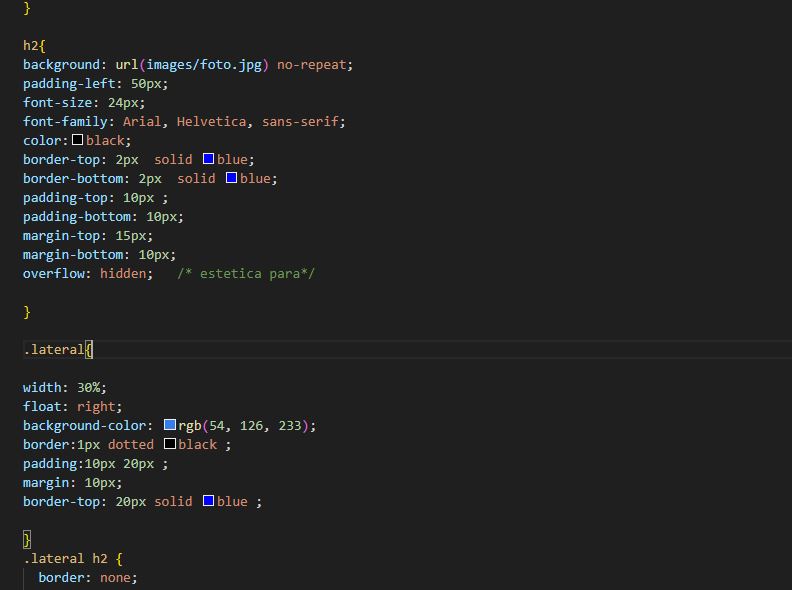 }
h2{
background: url(images/foto.jpg) no-repeat;
padding-left: 50px;
font-size: 24px;
font-family: Arial, Helvetica, sans-serif;
color:black;
border-top: 2px  solid blue;
border-bottom: 2px  solid blue;
padding-top: 10px ;
padding-bottom: 10px;
margin-top: 15px;
margin-bottom: 10px;
overflow: hidden;   /* estetica para*/
}
.lateral{
width: 30%;
float: right;
background-color: rgb(54, 126, 233);
border:1px dotted black ;
padding:10px 20px ;
margin: 10px;
border-top: 20px solid blue ;
}
.lateral h2 {
  border: none;